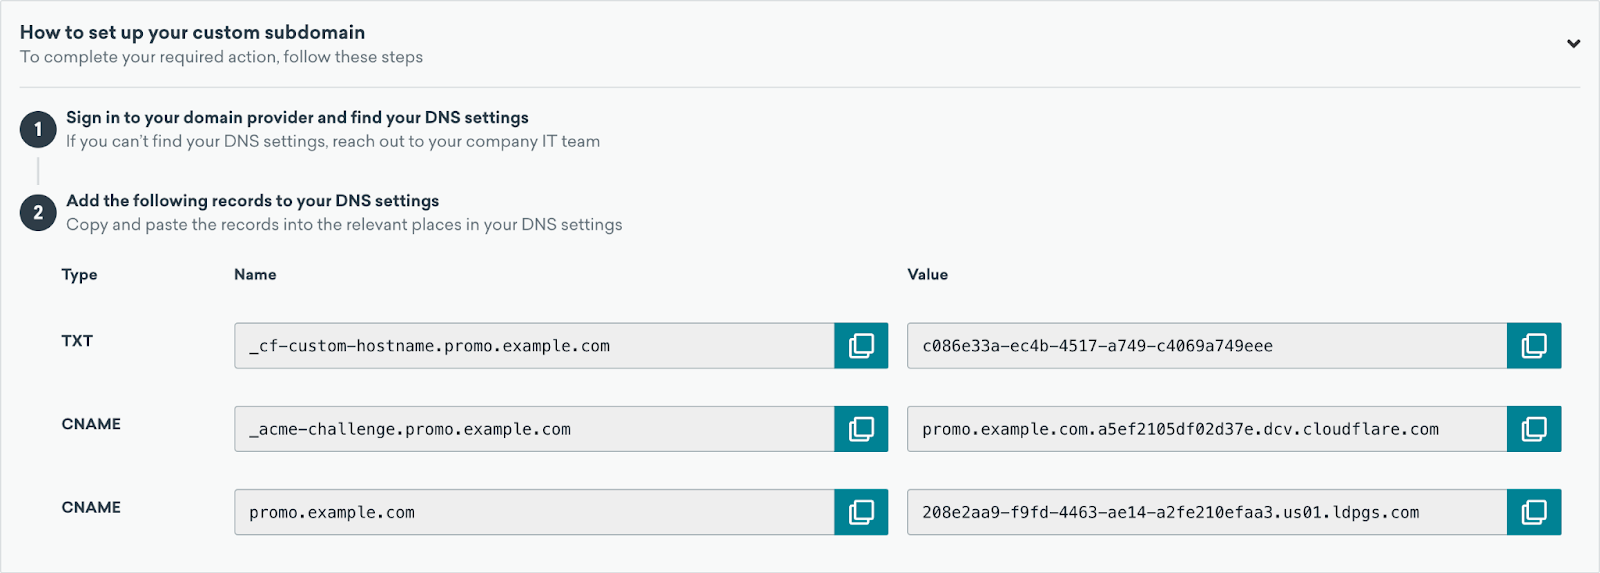 How to set up your custom subdomain
To complete your required action, follow these steps
1
Sign in to your domain provider and find your DNS settings
If you can't find your DNS settings, reach out to your company IT team
2
Add the following records to your DNS settings
Copy and paste the records into the relevant places in your DNS settings
Type Name Value
TXT _cf-custom-hostname.promo.example.com c086e33a-ec4b-4517-a749-c4069a749eee
CNAME _acme-challenge.promo.example.com promo.example.com.a5ef2105df02d37e.dcv.cloudflare.com
CNAME promo.example.com 208e2aa9-f9fd-4463-ae14-a2fe210efaa3.us01.ldpgs.com